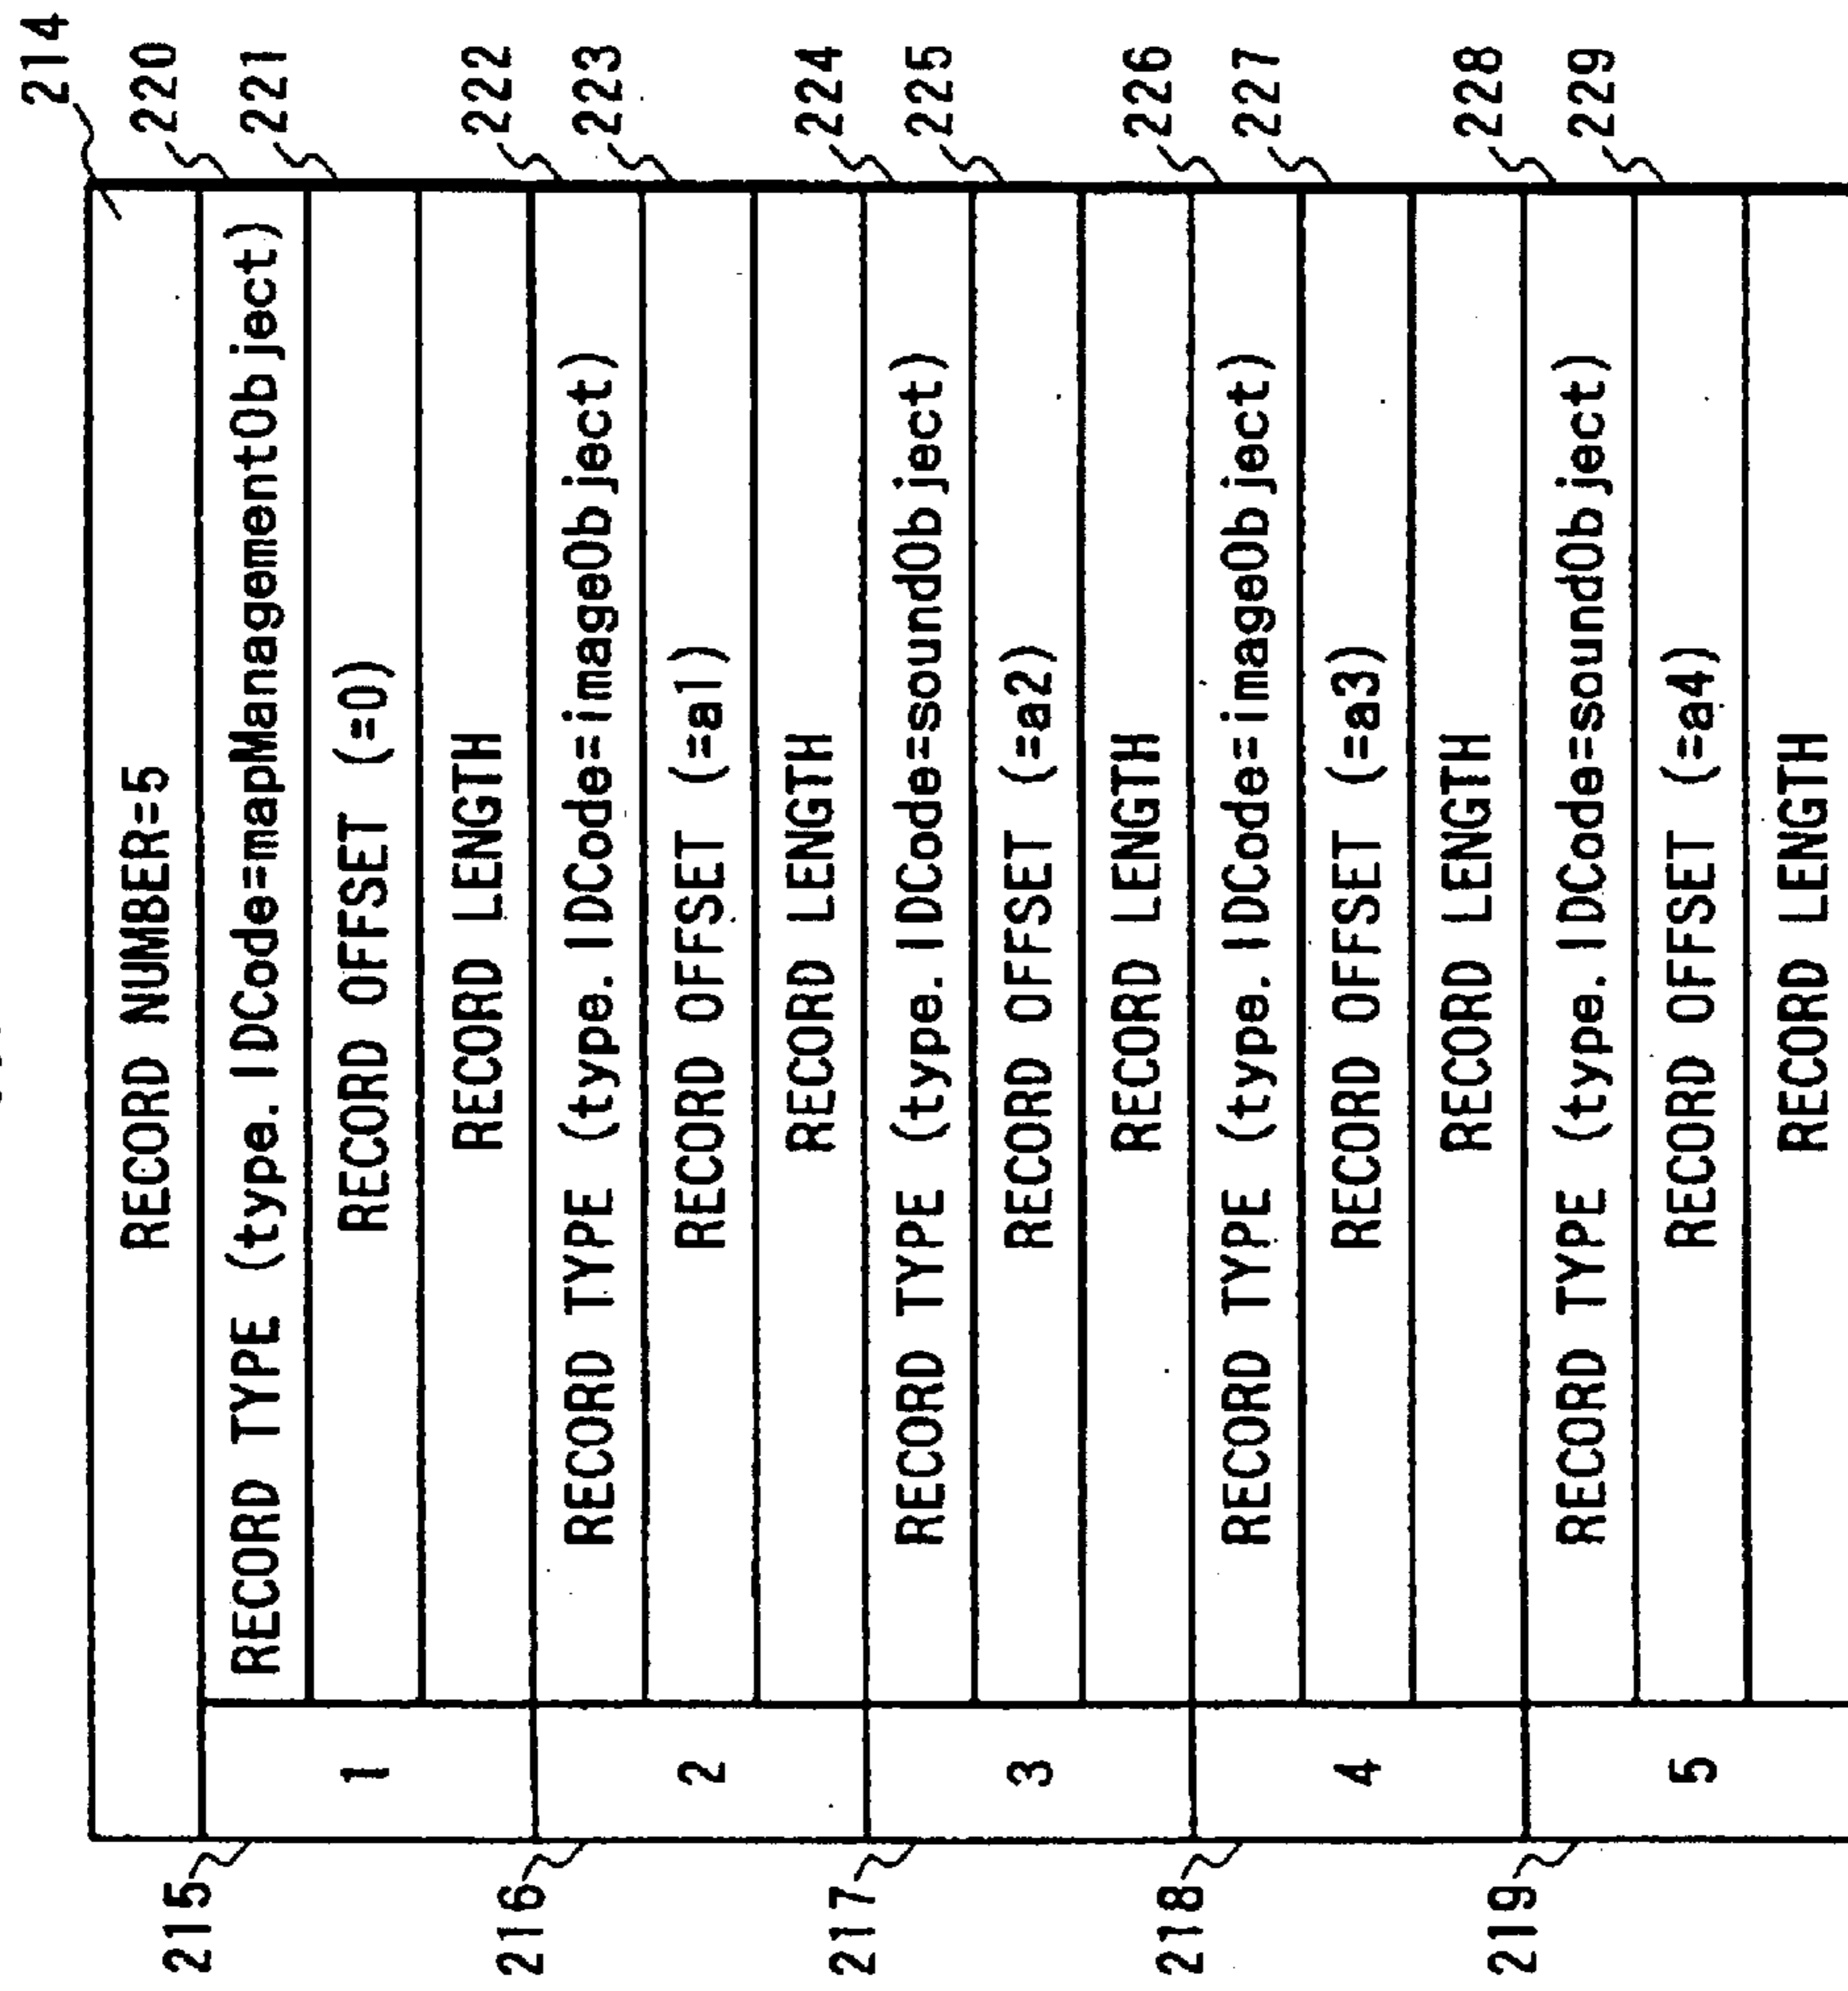 214
RECORD NUMBER=5
215
1
RECORD TYPE (type.IDCode=mapManagementObject)
220
RECORD OFFSET (=0)
221
RECORD LENGTH
216
2
RECORD TYPE (type.IDCode=imageObject)
222
RECORD OFFSET (=a1)
223
RECORD LENGTH
217
3
RECORD TYPE (type.IDCode=soundObject)
224
RECORD OFFSET (=a2)
225
RECORD LENGTH
218
4
RECORD TYPE (type.IDCode=imageObject)
226
RECORD OFFSET (=a3)
227
RECORD LENGTH
219
5
RECORD TYPE (type.IDCode=soundObject)
228
RECORD OFFSET (=a4)
229
RECORD LENGTH